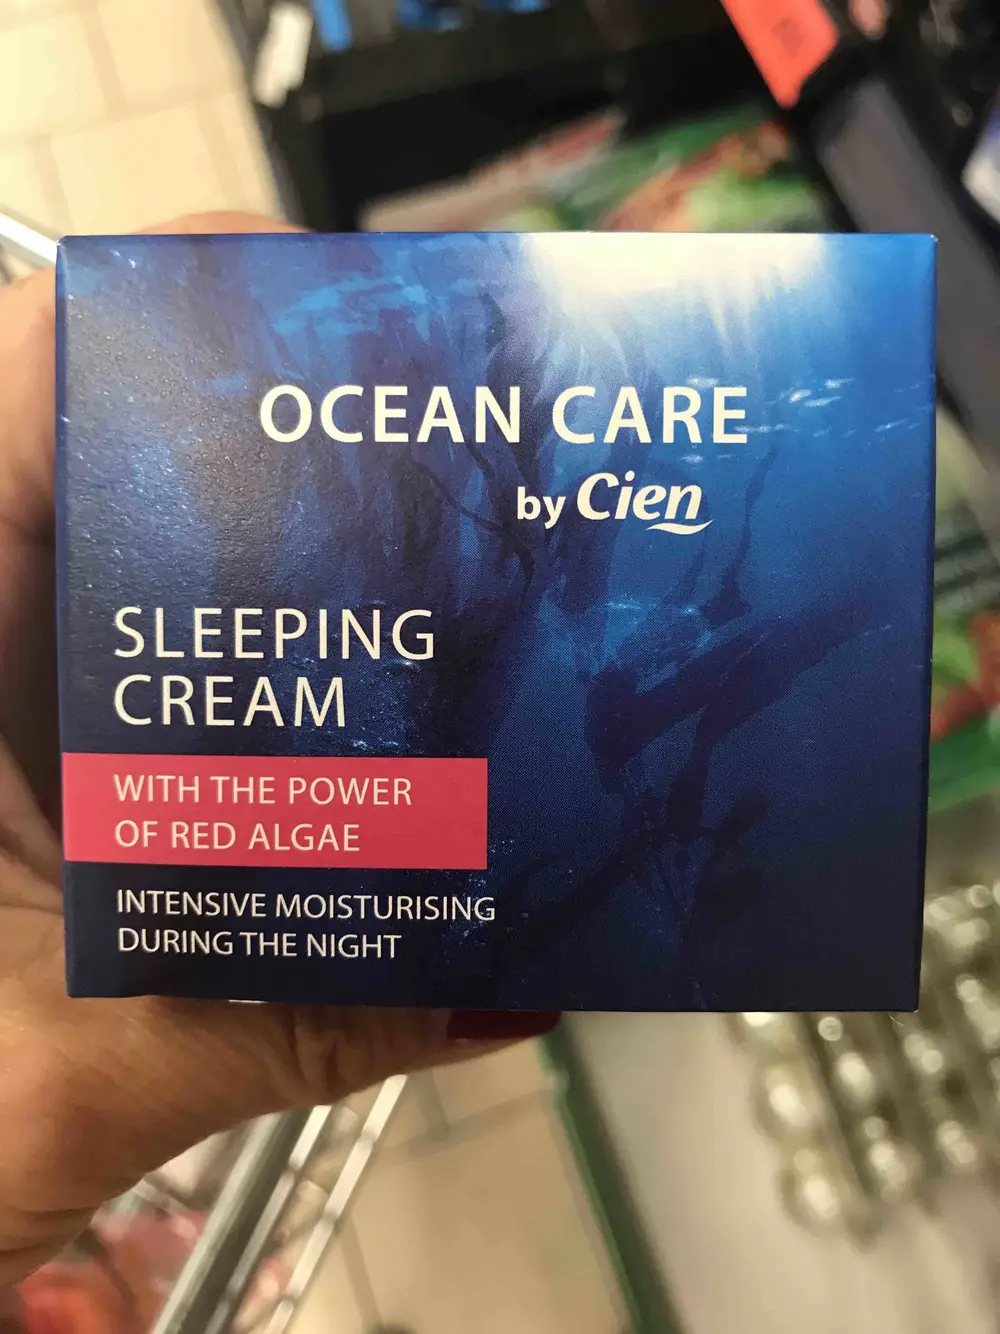 OCEAN CARE
by Cien
SLEEPING
CREAM
WITH THE POWER
OF RED ALGAE
INTENSIVE MOISTURISING
DURING THE NIGHT